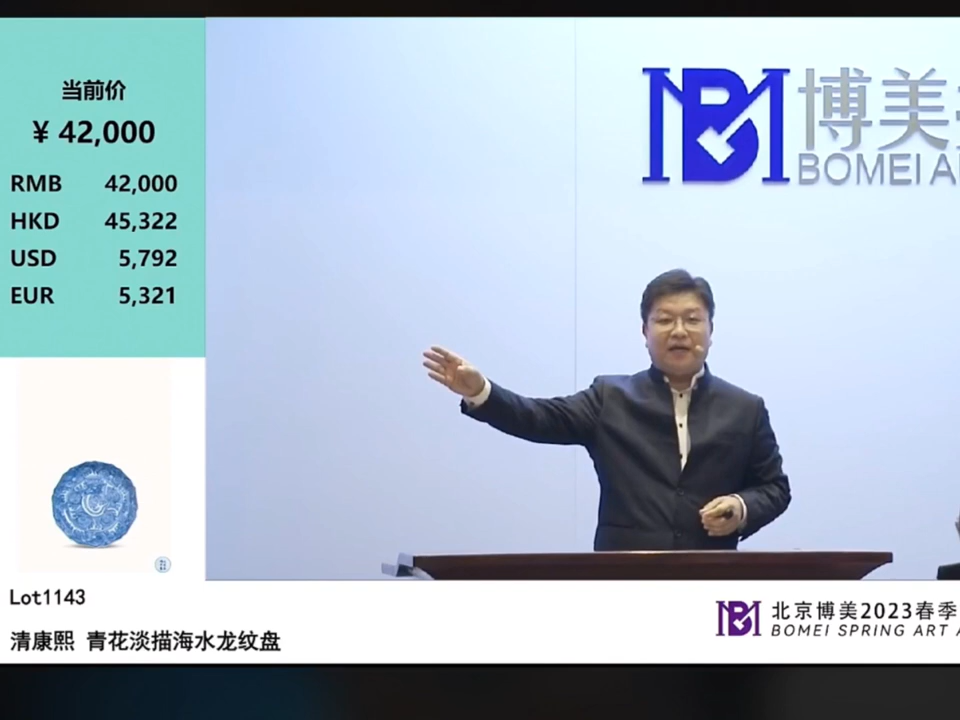 当前价
¥ 42,000
RMB 42,000
HKD 45,322
USD 5,792
EUR 5,321
博美
BOMEI A
Lot1143
清康熙 青花淡描海水龙纹盘
北京博美2023春季
BOMEI SPRING ART A